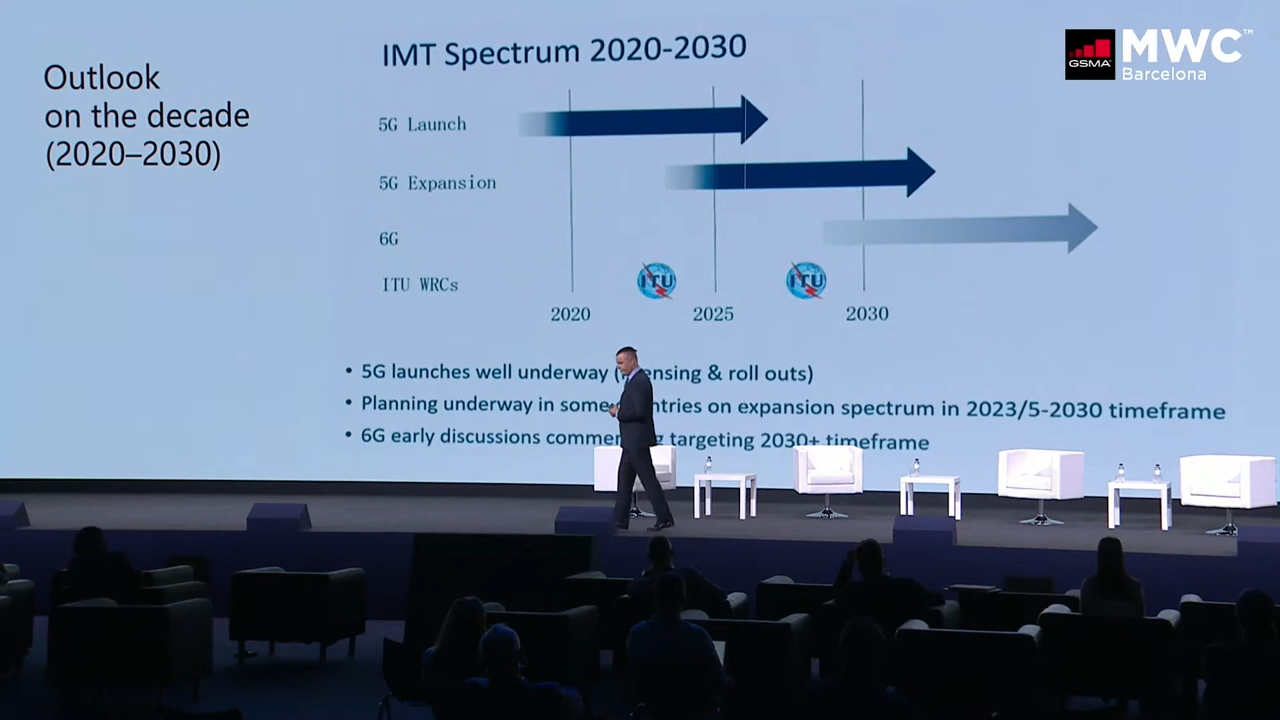 Outlook
on the decade
(2020–2030)
IMT Spectrum 2020-2030
5G Launch
5G Expansion
6G
ITU WRCs
ITU
ITU
2020
2025
2030
• 5G launches well underway ( ensing & roll outs)
• Planning underway in some ntries on expansion spectrum in 2023/5-2030 timeframe
• 6G early discussions commen g targeting 2030+ timeframe
GSMA
MWC™
Barcelona